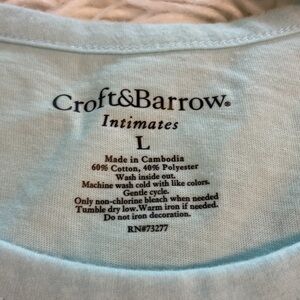 Croft&Barrow®
Intimates
L
Made in Cambodia
60% Cotton, 40% Polyester
Wash inside out.
Machine wash cold with like colors.
Gentle cycle.
Only non-chlorine bleach when needed
Tumble dry low. Warm iron if needed.
Do not iron decoration.
RN#73277